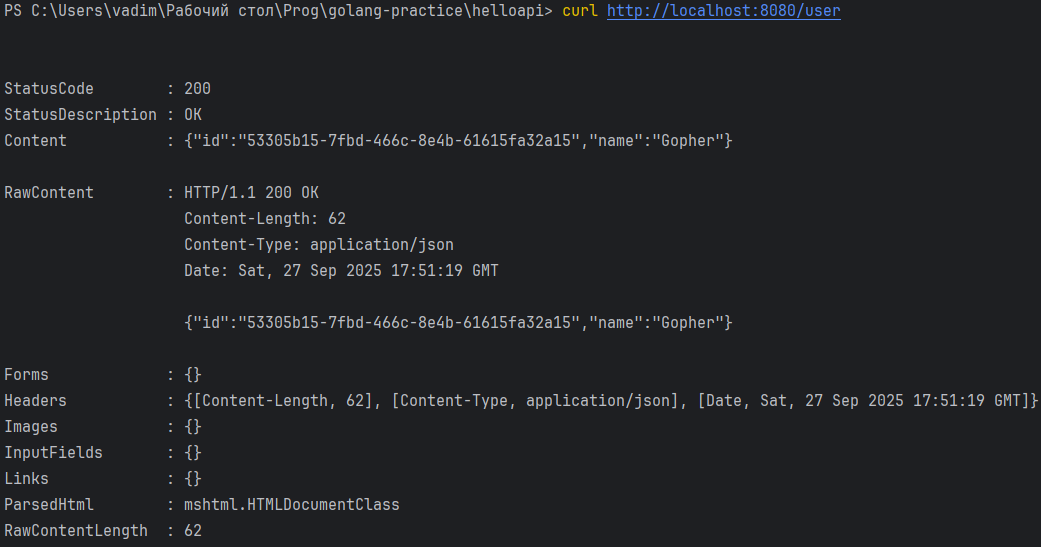 PS C:\Users\vadim\Рабочий стол\Prog\golang-practice\helloapi> curl http://localhost:8080/user
StatusCode        : 200
StatusDescription : OK
Content           : {"id":"53305b15-7fbd-466c-8e4b-61615fa32a15","name":"Gopher"}
RawContent        : HTTP/1.1 200 OK
                    Content-Length: 62
                    Content-Type: application/json
                    Date: Sat, 27 Sep 2025 17:51:19 GMT
                    {"id":"53305b15-7fbd-466c-8e4b-61615fa32a15","name":"Gopher"}
Forms             : {}
Headers           : {[Content-Length, 62], [Content-Type, application/json], [Date, Sat, 27 Sep 2025 17:51:19 GMT]}
Images            : {}
InputFields       : {}
Links             : {}
ParsedHtml        : mshtml.HTMLDocumentClass
RawContentLength  : 62